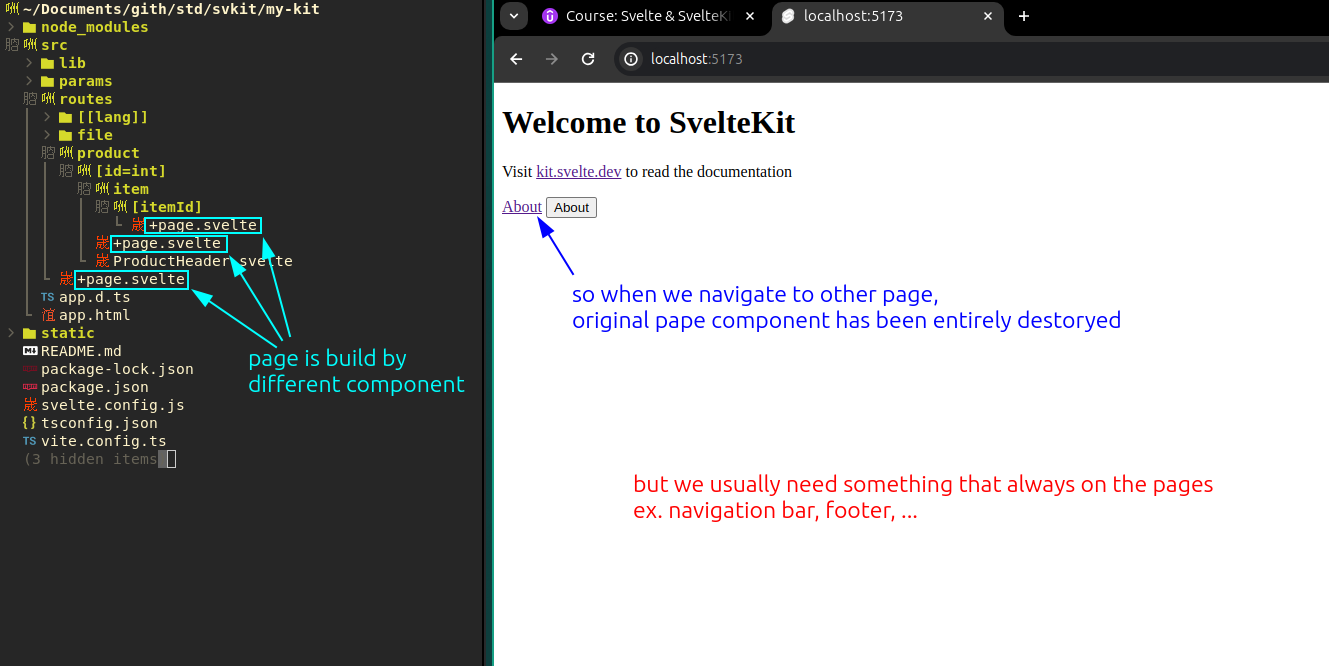 ~/Documents/gith/std/svkit/my-kit
node_modules
src
lib
params
routes
[[lang]]
file
product
[id=int]
item
[itemId]
+page.svelte
+page.svelte
ProductHeader.svelte
+page.svelte
TS app.d.ts
app.html
static
README.md
package-lock.json
package.json
svelte.config.js
{} tsconfig.json
TS vite.config.ts
(3 hidden items
page is build by
different component
Course: Svelte & SvelteKi
localhost:5173
localhost:5173
Welcome to SvelteKit
Visit kit.svelte.dev to read the documentation
About About
so when we navigate to other page,
original pape component has been entirely destoryed
but we usually need something that always on the pages
ex. navigation bar, footer, ...